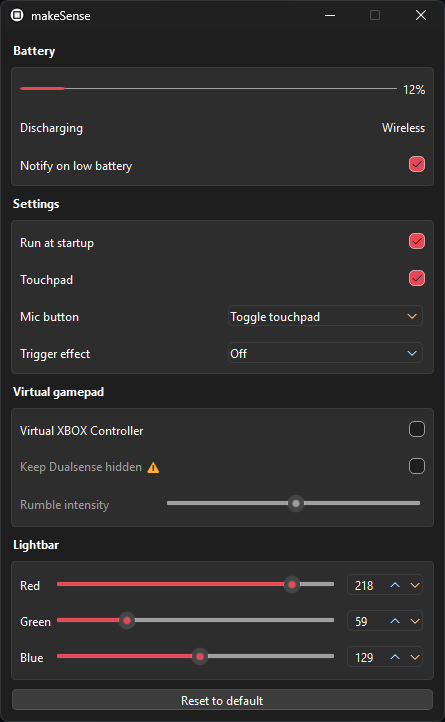 makeSense
Battery
12%
Discharging Wireless
Notify on low battery
Settings
Run at startup
Touchpad
Mic button Toggle touchpad
Trigger effect Off
Virtual gamepad
Virtual XBOX Controller
Keep Dualsense hidden
Rumble intensity
Lightbar
Red 218
Green 59
Blue 129
Reset to default